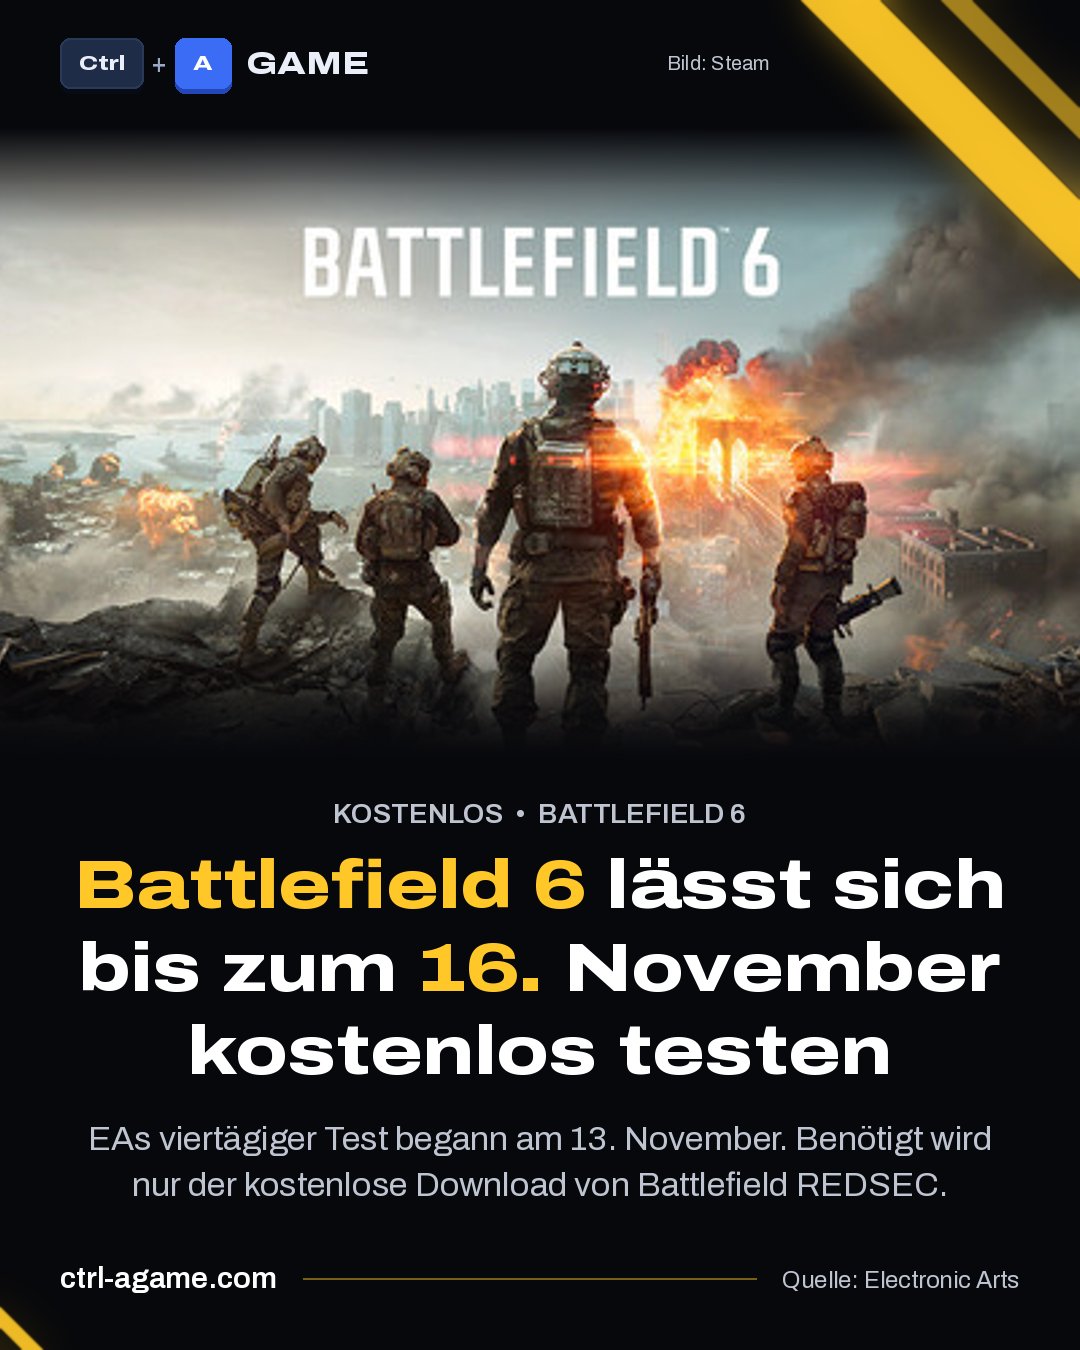 Ctrl + A GAME
Bild: Steam
BATTLEFIELD™ 6
KOSTENLOS • BATTLEFIELD 6
Battlefield 6 lässt sich
bis zum 16. November
kostenlos testen
EAs viertägiger Test begann am 13. November. Benötigt wird
nur der kostenlose Download von Battlefield REDSEC.
ctrl-agame.com
Quelle: Electronic Arts